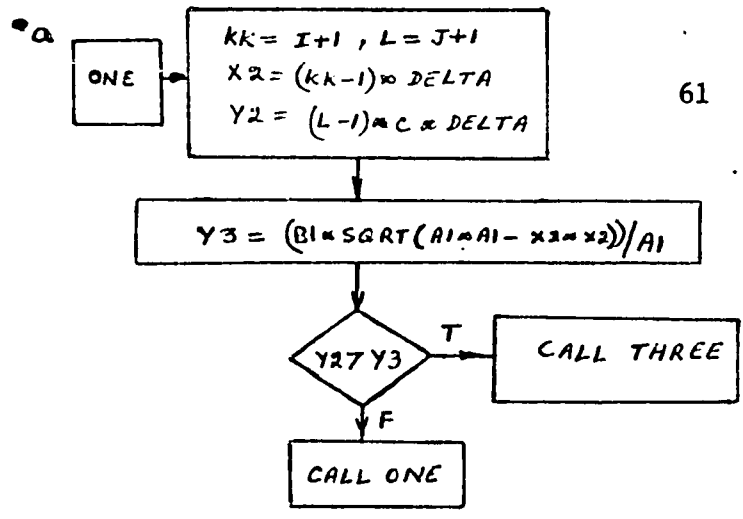 a
ONE
KK = I+1 , L = J+1
X2 = (KK-1) * DELTA
Y2 = (L-1) * C * DELTA
61
Y3 = (B1 * SQRT(A1 * A1 - X2 * X2))/A1
Y2 > Y3
T
CALL THREE
F
CALL ONE